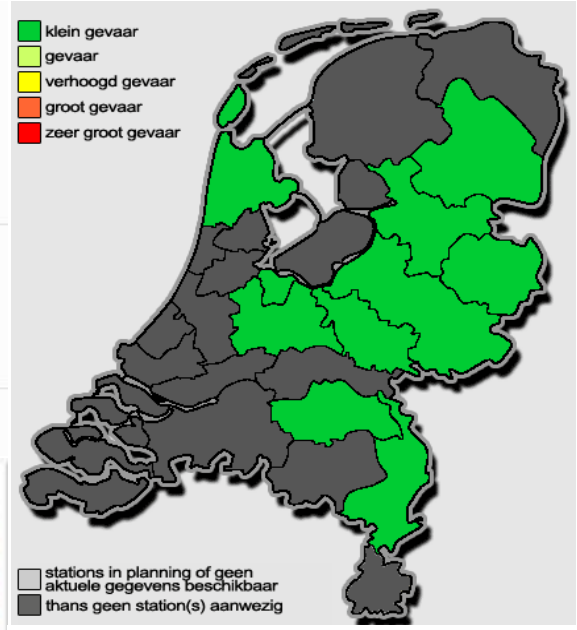 klein gevaar
gevaar
verhoogd gevaar
groot gevaar
zeer groot gevaar
stations in planning of geen
aktuele gegevens beschikbaar
thans geen station(s) aanwezig